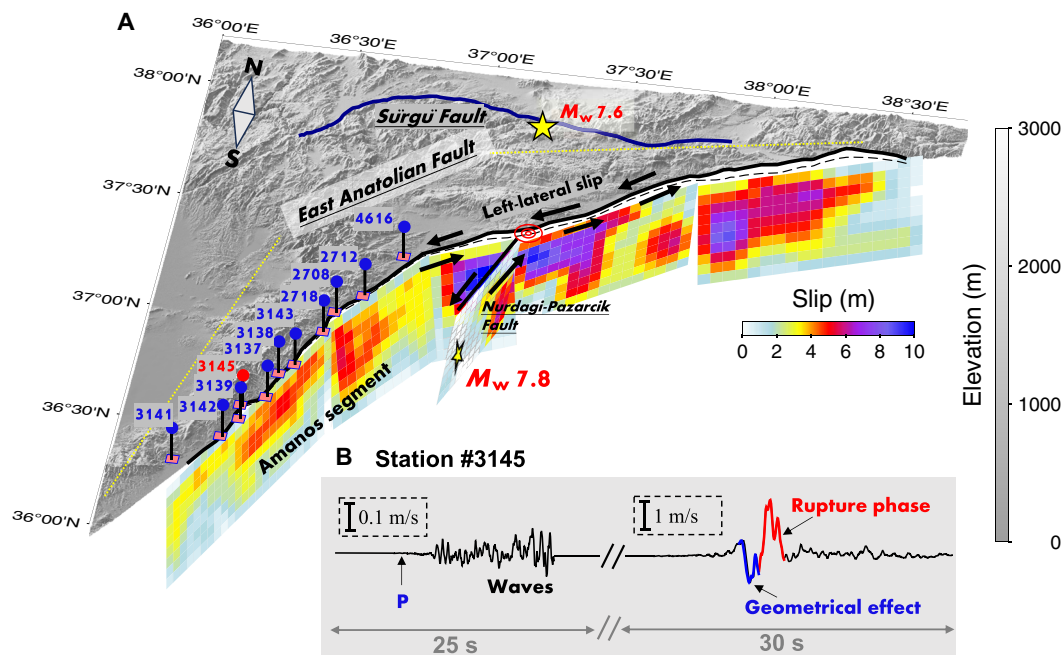 A
36°00'E
36°30'E
37°00'E
37°30'E
38°00'E
38°30'E
38°00'N
37°30'N
37°00'N
36°30'N
36°00'N
N
S
Sürgü Fault
Mw 7.6
East Anatolian Fault
Left-lateral slip
4616
2712
2708
2718
3143
3138
3137
3145
3139
3142
3141
Nurdagi-Pazarcik
Fault
Mw 7.8
Amanos segment
Slip (m)
0 2 4 6 8 10
Elevation (m)
3000
2000
1000
0
B Station #3145
0.1 m/s
1 m/s
Rupture phase
Waves
P
Geometrical effect
25 s
30 s